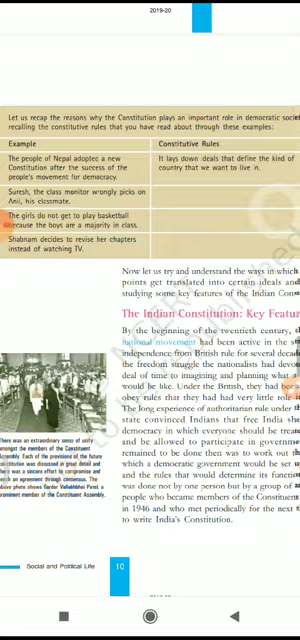 2019-20
Let us recap the reasons why the Constitution plays an important role in democratic
recalling the constitutive rules that you have read about through these examples:
Example
Constitutive Rules
The people of Nepal adopted a new
Constitution after the success of the
people's movement for democracy.
It lays down ideals that define the kind of
country that we want to live in.
Suresh, the class monitor wrongly picks on
Anil, his classmate.
The girls do not get to play basketball
because the boys are a majority in class.
Shabnam decides to revise her chapters
instead of watching TV.
Now let us try and understand the ways in which
points get translated into certain ideals and
studying some key features of the Indian
The Indian Constitution: Key
By the beginning of the twentieth century,
national movement had been active in the
independence from British rule for several
the freedom struggle the nationalists had
deal of time to imagining and planning what
would be like. Under the British, they had
obey rules that they had had very little role
The long experience of authoritarian rule under
state convinced Indians that free India
democracy in which everyone should be
and be allowed to participate in
remained to be done then was to work out
which a democratic government would be set
and the rules that would determine its
was done not by one person but by a group of
people who became members of the Constituent
in 1946 and who met periodically for the next
to write India's Constitution.
There was an extraordinary sense of unity
amongst the members of the Constituent
Assembly. Each of the provisions of the future
constitution was discussed in great detail and
there was a sincere effort to compromise and
reach an agreement through consensus. The
above photo shows Sardar Vallabhbhai Patel, a
prominent member of the Constituent Assembly.
Social and Political Life
10